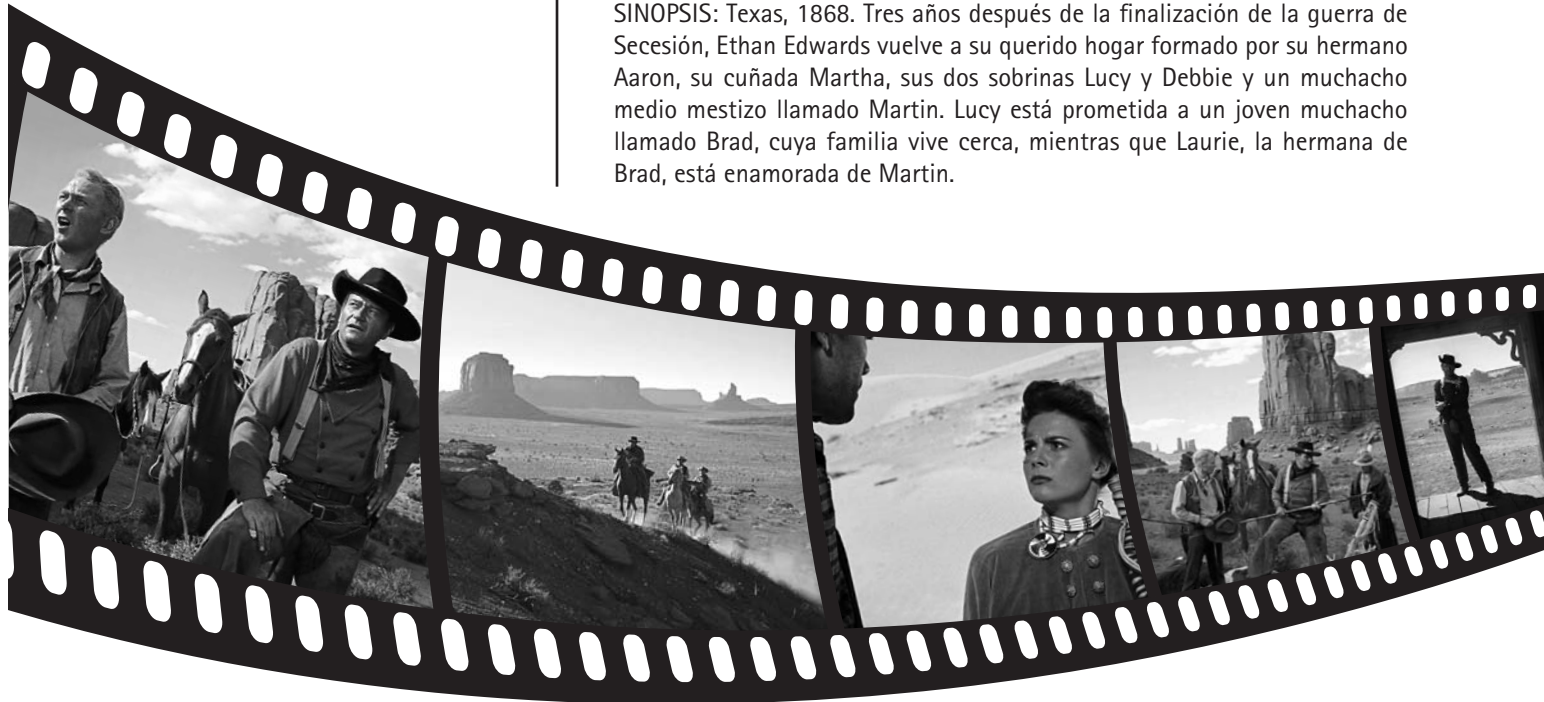 SINOPSIS: Texas, 1868. Tres años después de la finalización de la guerra de
Secesión, Ethan Edwards vuelve a su querido hogar formado por su hermano
Aaron, su cuñada Martha, sus dos sobrinas Lucy y Debbie y un muchacho
medio mestizo llamado Martin. Lucy está prometida a un joven muchacho
llamado Brad, cuya familia vive cerca, mientras que Laurie, la hermana de
Brad, está enamorada de Martin.